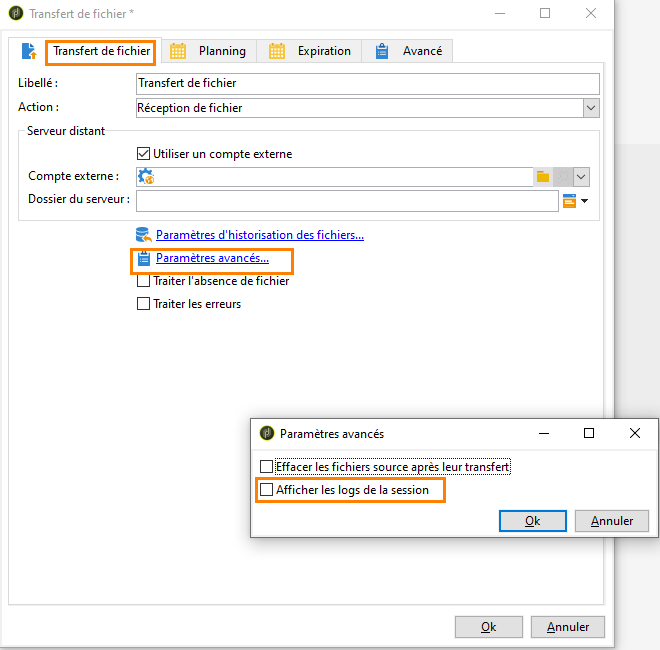 Transfert de fichier *
Transfert de fichier Planning Expiration Avancé
Libellé : Transfert de fichier
Action : Réception de fichier
Serveur distant
Utiliser un compte externe
Compte externe :
Dossier du serveur :
Paramètres d'historisation des fichiers...
Paramètres avancés...
Traiter l'absence de fichier
Traiter les erreurs
Paramètres avancés
Effacer les fichiers source après leur transfert
Afficher les logs de la session
Ok Annuler
Ok Annuler